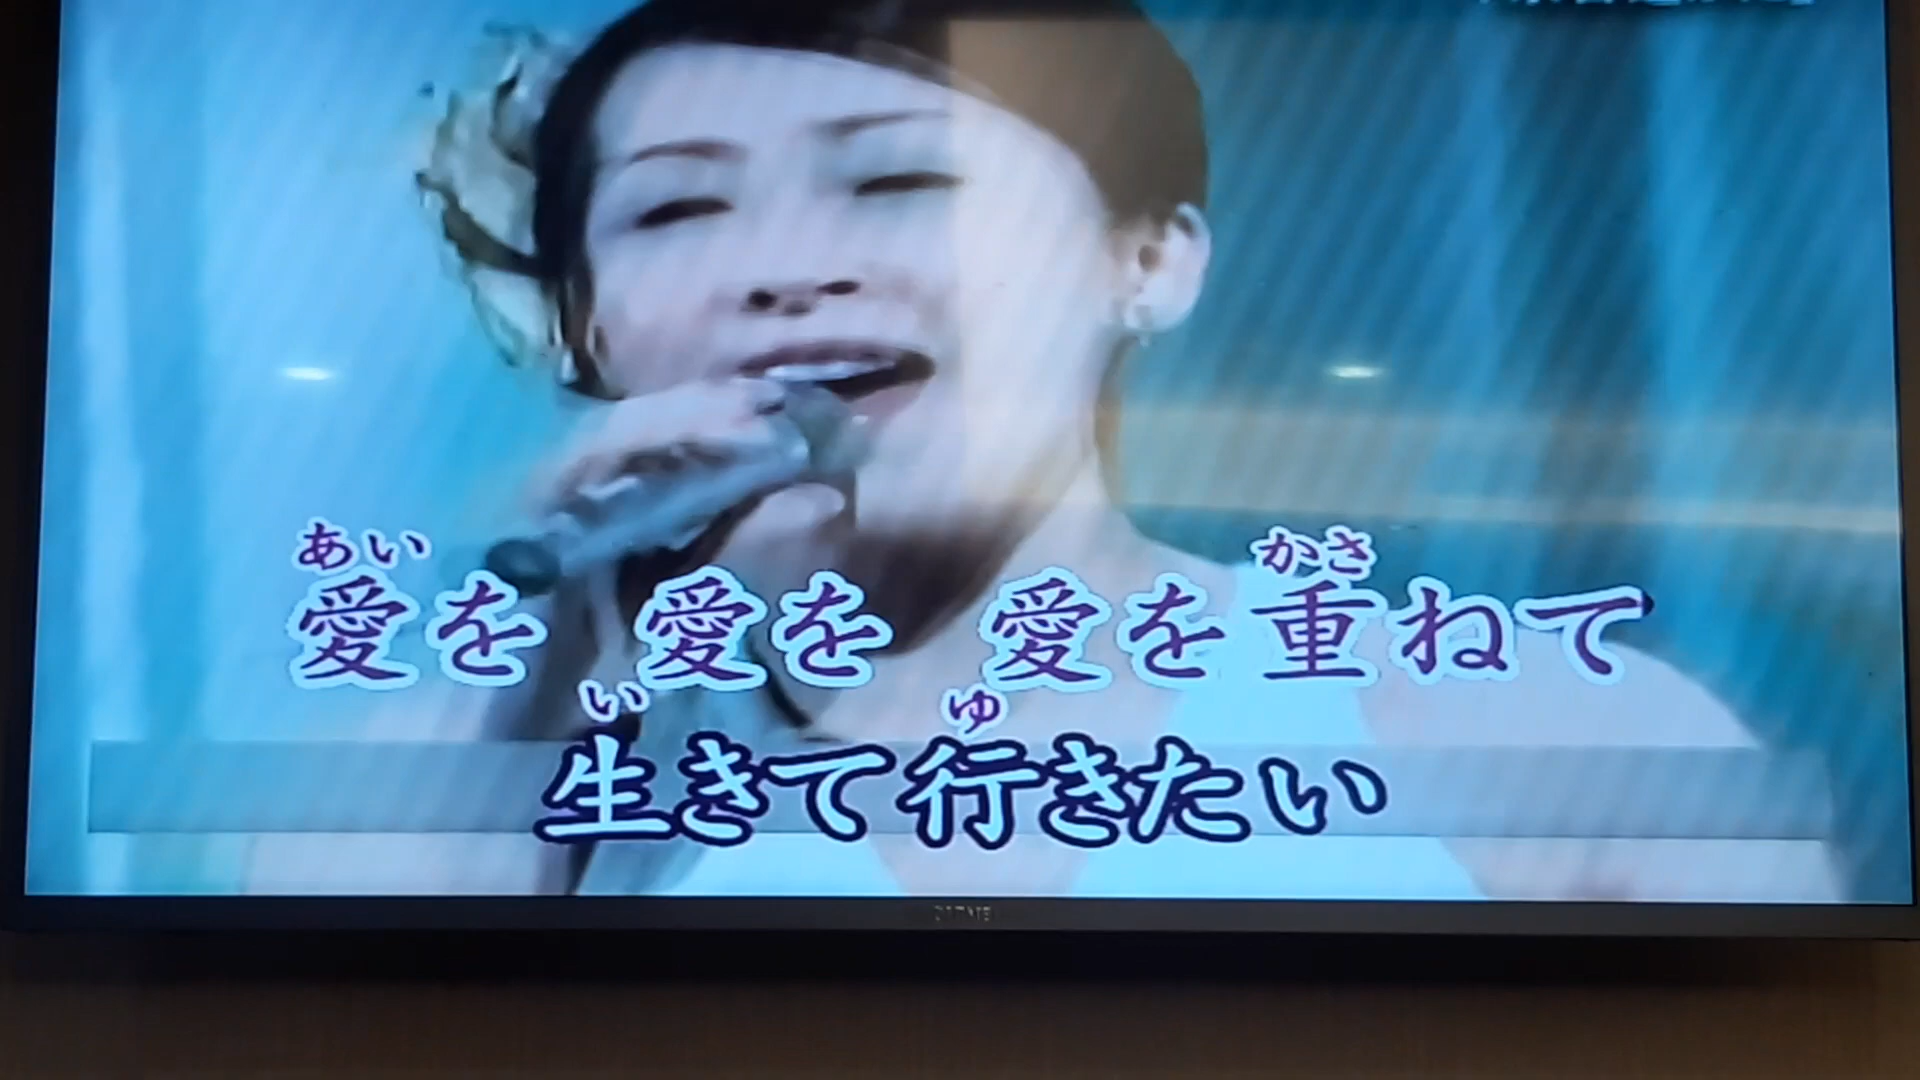 あい かさ
愛を 愛を 愛を重ねて
い ゆ
生きて行きたい